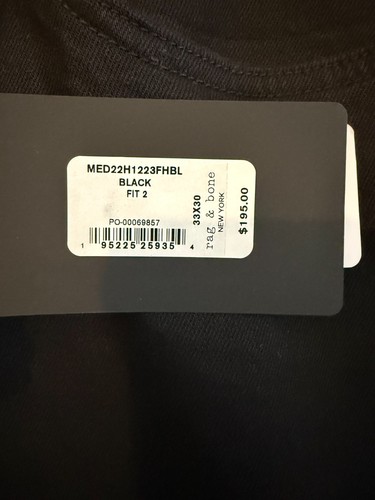 MED22H1223FHBL
BLACK
FIT 2
PO-00069857
1 95225 25935 4
33X30
rag & bone
NEW YORK
$195.00